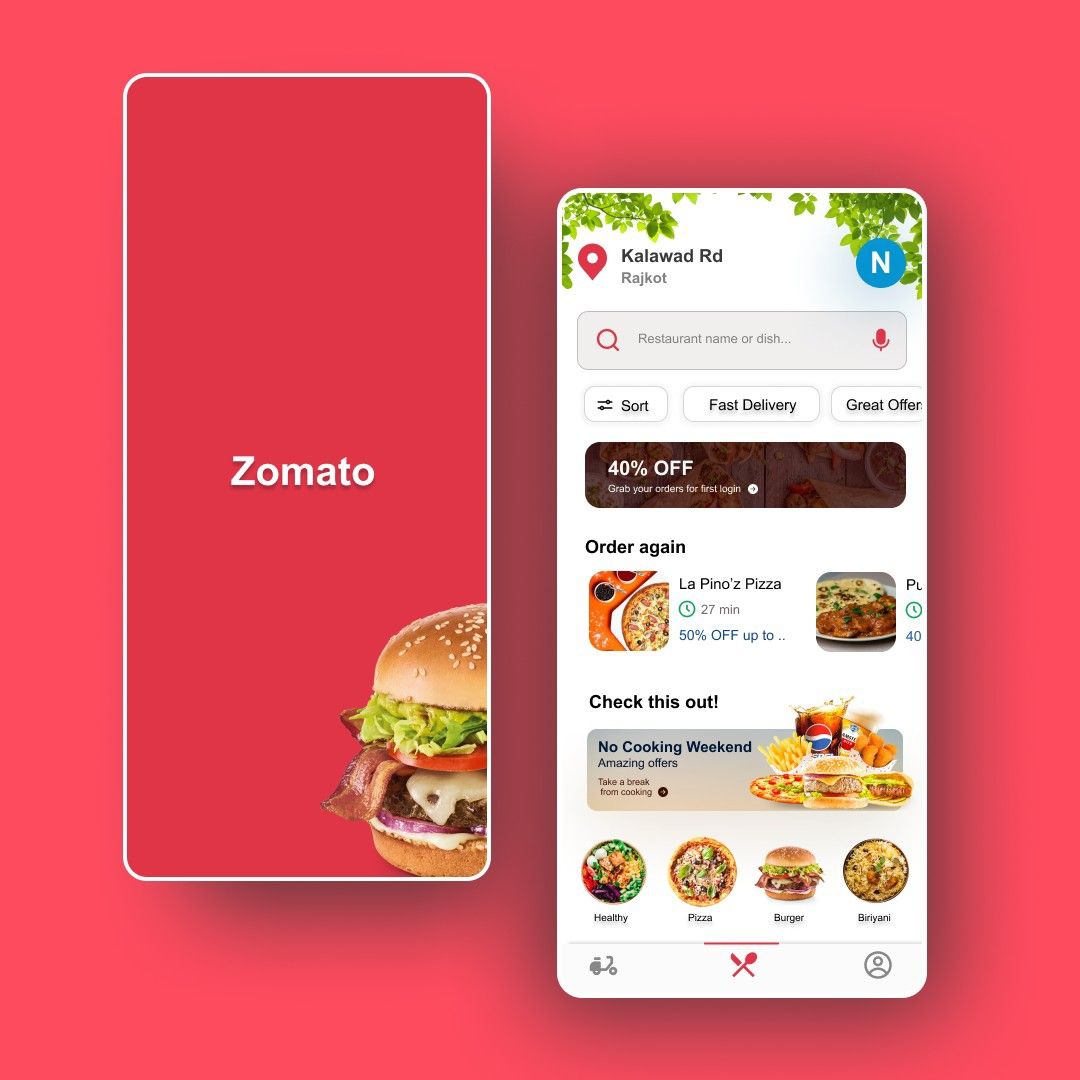 Zomato
Kalawad Rd
Rajkot
N
Restaurant name or dish...
Sort
Fast Delivery
Great Offer
40% OFF
Grab your orders for first login
Order again
La Pino'z Pizza
27 min
50% OFF up to ..
Pu
40
Check this out!
No Cooking Weekend
Amazing offers
Take a break
from cooking
Healthy
Pizza
Burger
Biriyani